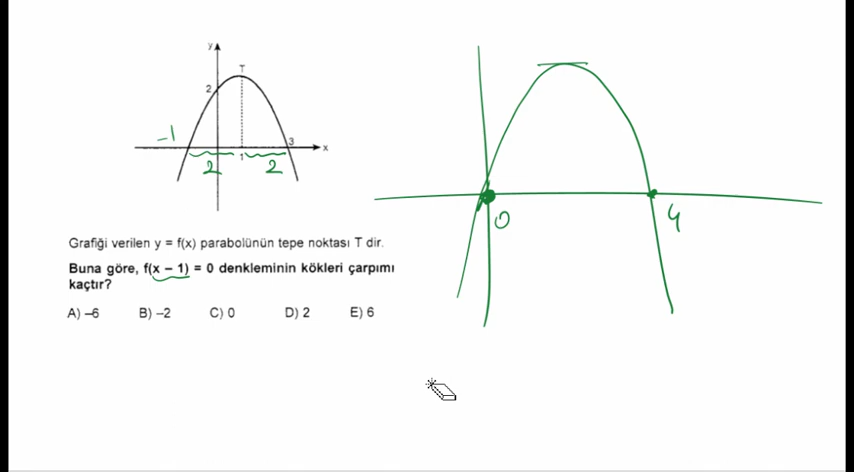 y
T
2
-1
3
1
x
2
2
0
4
Grafiği verilen y = f(x) parabolünün tepe noktası T dir.
Buna göre, f(x – 1) = 0 denkleminin kökleri çarpımı
kaçtır?
A) –6 B) –2 C) 0 D) 2 E) 6